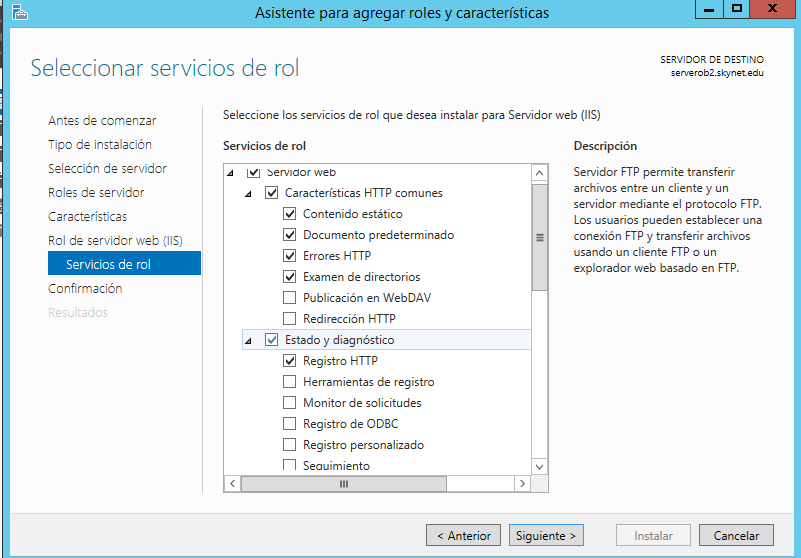 Asistente para agregar roles y características
Seleccionar servicios de rol
SERVIDOR DE DESTINO
serverob2.skynet.edu
Antes de comenzar
Tipo de instalación
Selección de servidor
Roles de servidor
Características
Rol de servidor web (IIS)
Servicios de rol
Confirmación
Resultados
Seleccione los servicios de rol que desea instalar para Servidor web (IIS)
Servicios de rol
Servidor web
Características HTTP comunes
Contenido estático
Documento predeterminado
Errores HTTP
Examen de directorios
Publicación en WebDAV
Redirección HTTP
Estado y diagnóstico
Registro HTTP
Herramientas de registro
Monitor de solicitudes
Registro de ODBC
Registro personalizado
Seguimiento
Descripción
Servidor FTP permite transferir
archivos entre un cliente y un
servidor mediante el protocolo FTP.
Los usuarios pueden establecer una
conexión FTP y transferir archivos
usando un cliente FTP o un
explorador web basado en FTP.
< Anterior
Siguiente >
Instalar
Cancelar